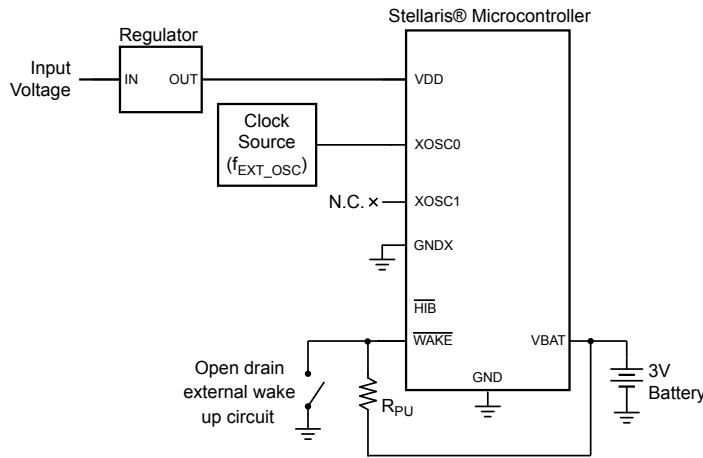 Stellaris® Microcontroller
Regulator
Input
Voltage
IN
OUT
VDD
Clock
Source
(fEXT_OSC)
XOSC0
N.C.
XOSC1
GNDX
HIB
WAKE
VBAT
Open drain
external wake
up circuit
RPU
GND
3V
Battery